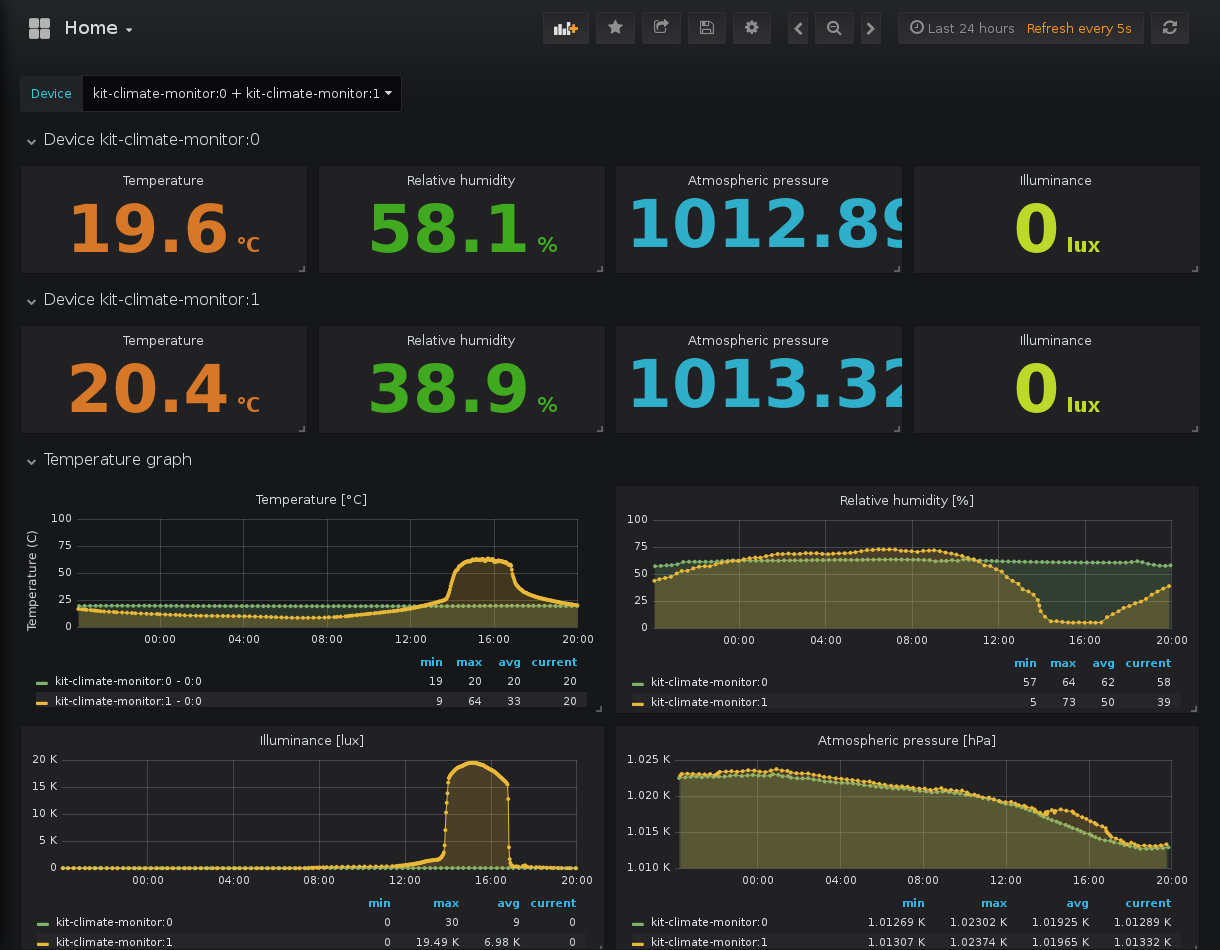 Home
Last 24 hours Refresh every 5s
Device kit-climate-monitor:0 + kit-climate-monitor:1
Device kit-climate-monitor:0
Temperature Relative humidity Atmospheric pressure Illuminance
19.6 °C 58.1 % 1012.89 0 lux
Device kit-climate-monitor:1
Temperature Relative humidity Atmospheric pressure Illuminance
20.4 °C 38.9 % 1013.32 0 lux
Temperature graph
Temperature [°C]
Temperature (C)
100
75
50
25
0
00:00 04:00 08:00 12:00 16:00 20:00
min max avg current
kit-climate-monitor:0 - 0:0 19 20 20 20
kit-climate-monitor:1 - 0:0 9 64 33 20
Relative humidity [%]
100
75
50
25
0
00:00 04:00 08:00 12:00 16:00 20:00
min max avg current
kit-climate-monitor:0 57 64 62 58
kit-climate-monitor:1 5 73 50 39
Illuminance [lux]
20 K
15 K
10 K
5 K
0
00:00 04:00 08:00 12:00 16:00 20:00
min max avg current
kit-climate-monitor:0 0 30 9 0
kit-climate-monitor:1 0 19.49 K 6.98 K 0
Atmospheric pressure [hPa]
1.025 K
1.020 K
1.015 K
1.010 K
00:00 04:00 08:00 12:00 16:00 20:00
min max avg current
kit-climate-monitor:0 1.01269 K 1.02302 K 1.01925 K 1.01289 K
kit-climate-monitor:1 1.01307 K 1.02374 K 1.01965 K 1.01332 K